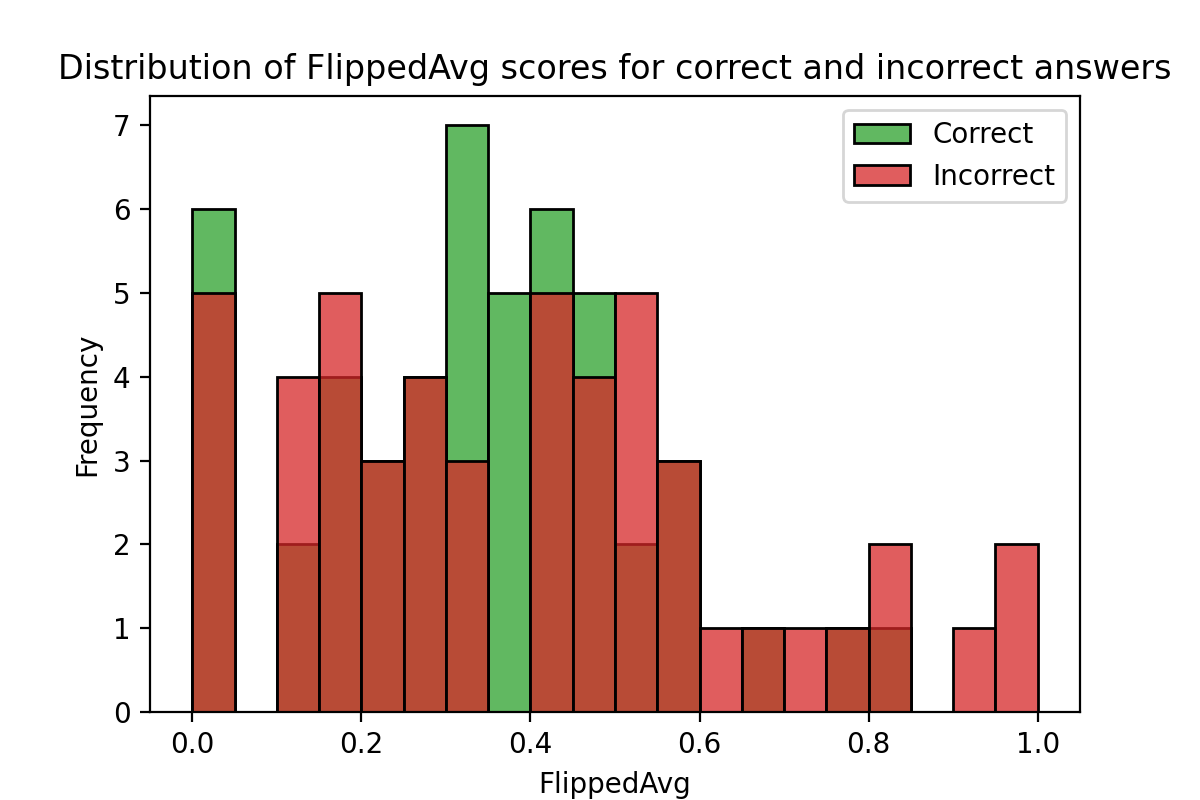 Distribution of FlippedAvg scores for correct and incorrect answers
7
6
5
4
3
2
1
0
Frequency
Correct
Incorrect
0.0 0.2 0.4 0.6 0.8 1.0
FlippedAvg